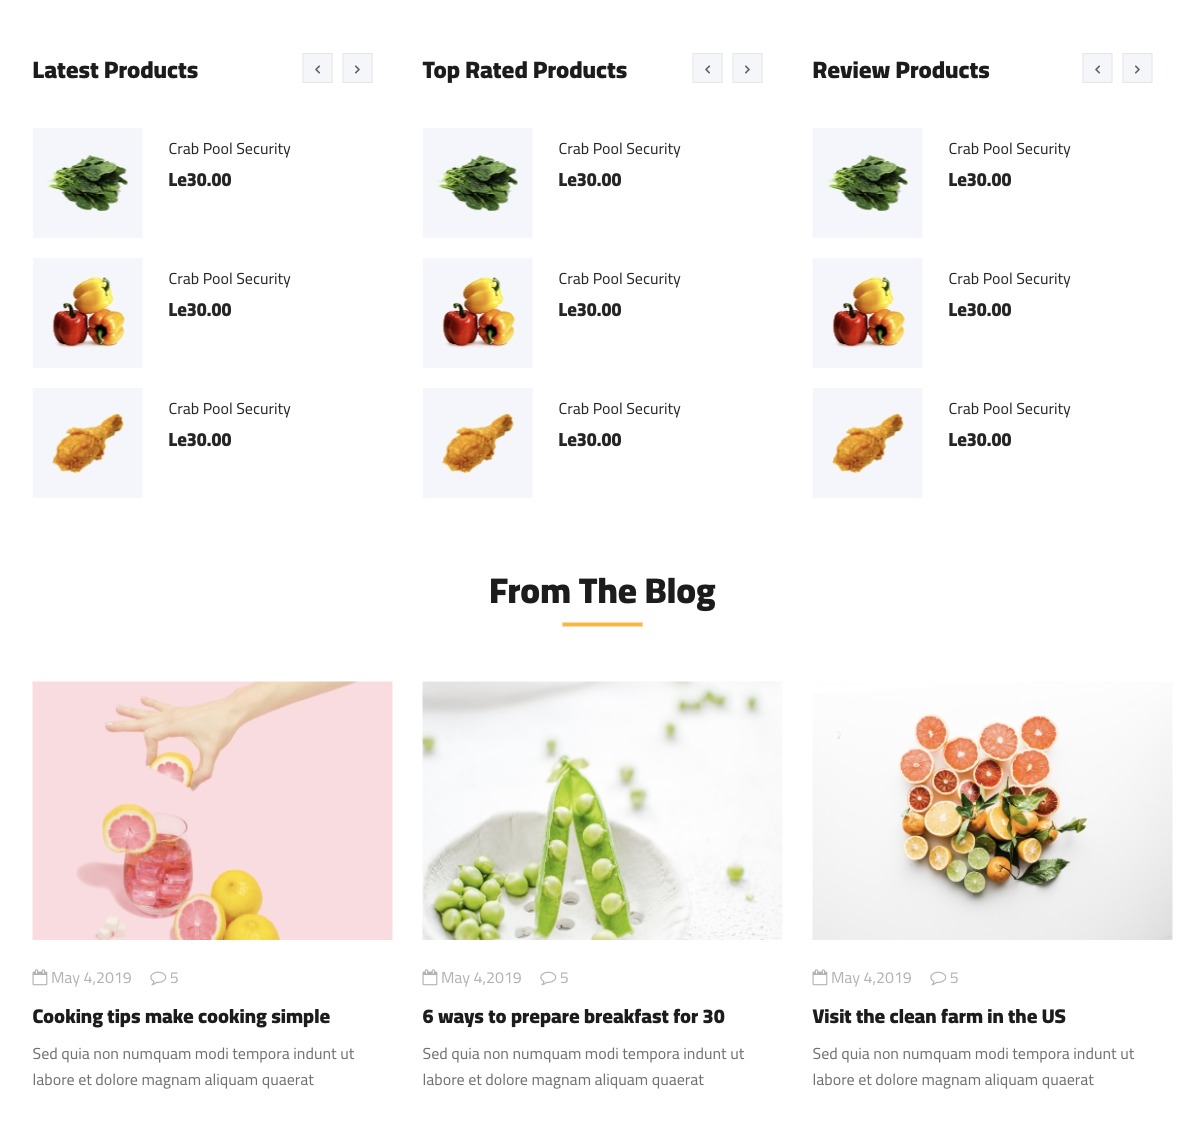 Latest Products
Crab Pool Security
Le30.00
Crab Pool Security
Le30.00
Crab Pool Security
Le30.00
Top Rated Products
Crab Pool Security
Le30.00
Crab Pool Security
Le30.00
Crab Pool Security
Le30.00
Review Products
Crab Pool Security
Le30.00
Crab Pool Security
Le30.00
Crab Pool Security
Le30.00
From The Blog
May 4,2019 5
Cooking tips make cooking simple
Sed quia non numquam modi tempora indunt ut
labore et dolore magnam aliquam quaerat
May 4,2019 5
6 ways to prepare breakfast for 30
Sed quia non numquam modi tempora indunt ut
labore et dolore magnam aliquam quaerat
May 4,2019 5
Visit the clean farm in the US
Sed quia non numquam modi tempora indunt ut
labore et dolore magnam aliquam quaerat